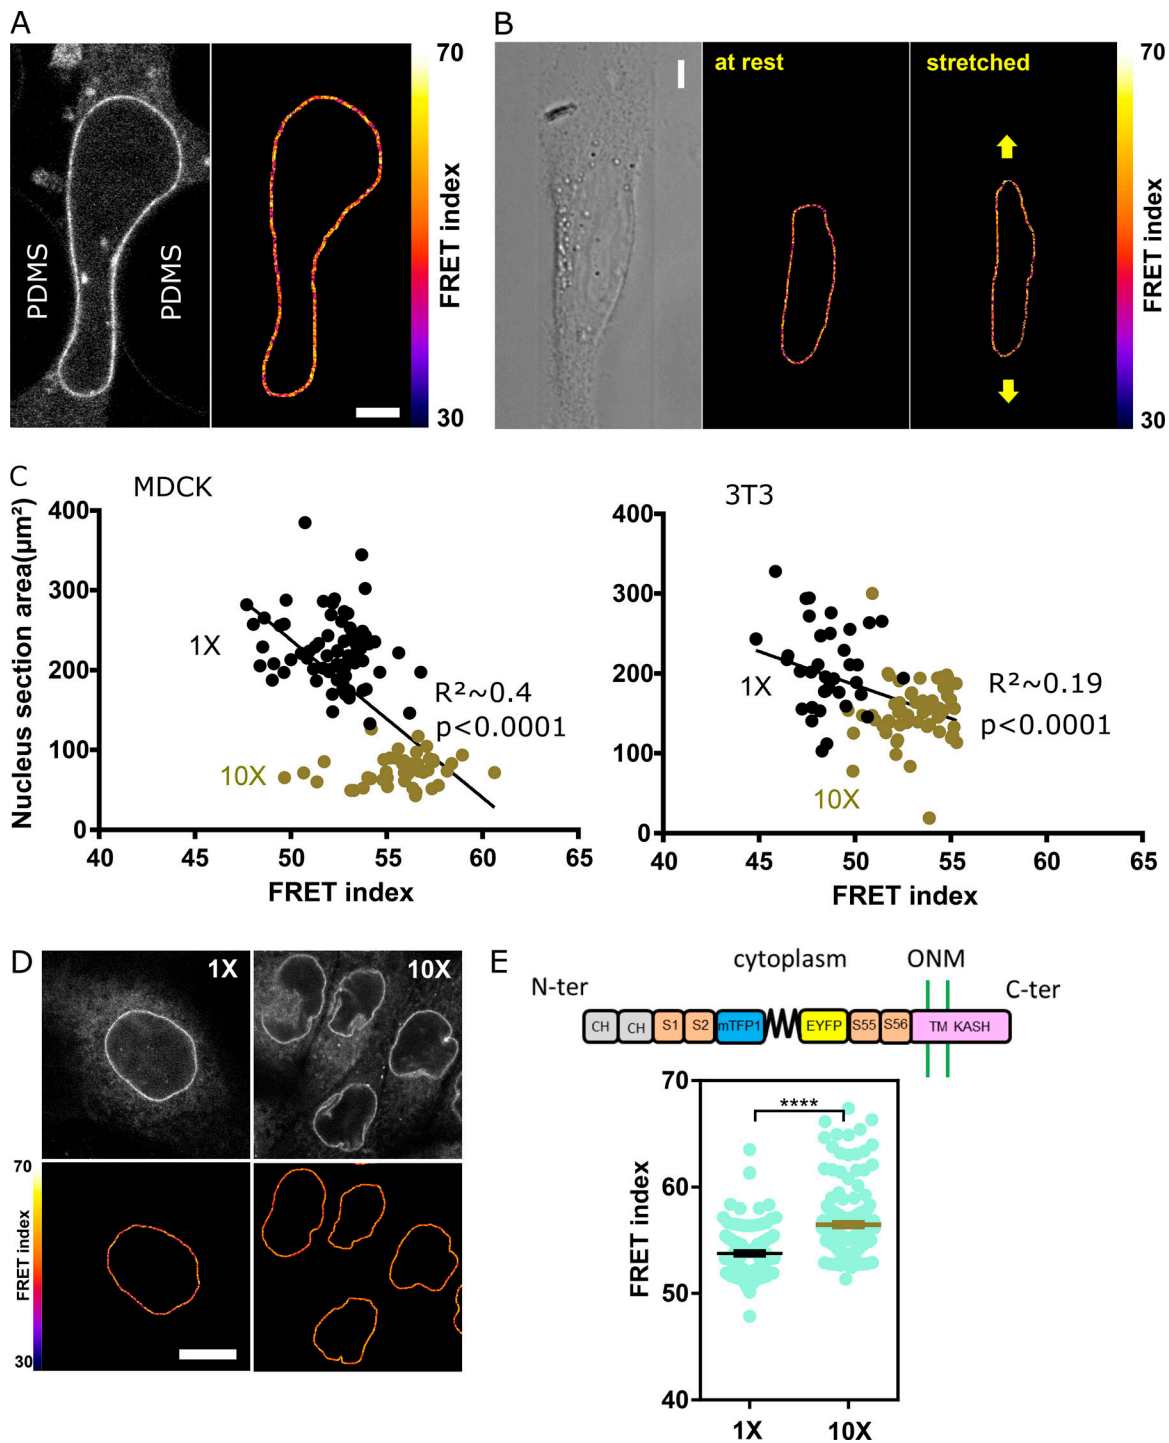 A
70
PDMS
PDMS
FRET index
30
B
at rest
stretched
70
FRET index
30
C
MDCK
Nucleus section area(µm²)
400
300
200
100
0
1X
10X
R²~0.4
p<0.0001
40 45 50 55 60 65
FRET index
3T3
400
300
200
100
0
1X
10X
R²~0.19
p<0.0001
40 45 50 55 60 65
FRET index
D
1X
10X
70
FRET index
30
E
cytoplasm ONM
N-ter C-ter
CH CH S1 S2 mTFP1 EYFP S55 S56 TM KASH
70
60
50
40
FRET index
****
1X 10X